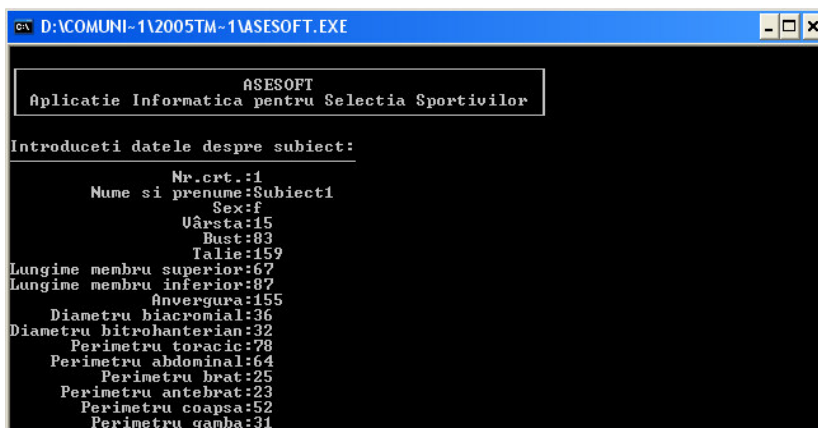 D:\COMUNI~1\2005TM~1\ASESOFT.EXE
ASESOFT
Aplicatie Informatica pentru Selectia Sportivilor
Introduceti datele despre subiect:
Nr.crt.:1
Nume si prenume:Subiect1
Sex:f
Vârsta:15
Bust:83
Talie:159
Lungime membru superior:67
Lungime membru inferior:87
Anvergura:155
Diametru biacromial:36
Diametru bitrohanterian:32
Perimetru toracic:78
Perimetru abdominal:64
Perimetru brat:25
Perimetru antebrat:23
Perimetru coapsa:52
Perimetru gamba:31